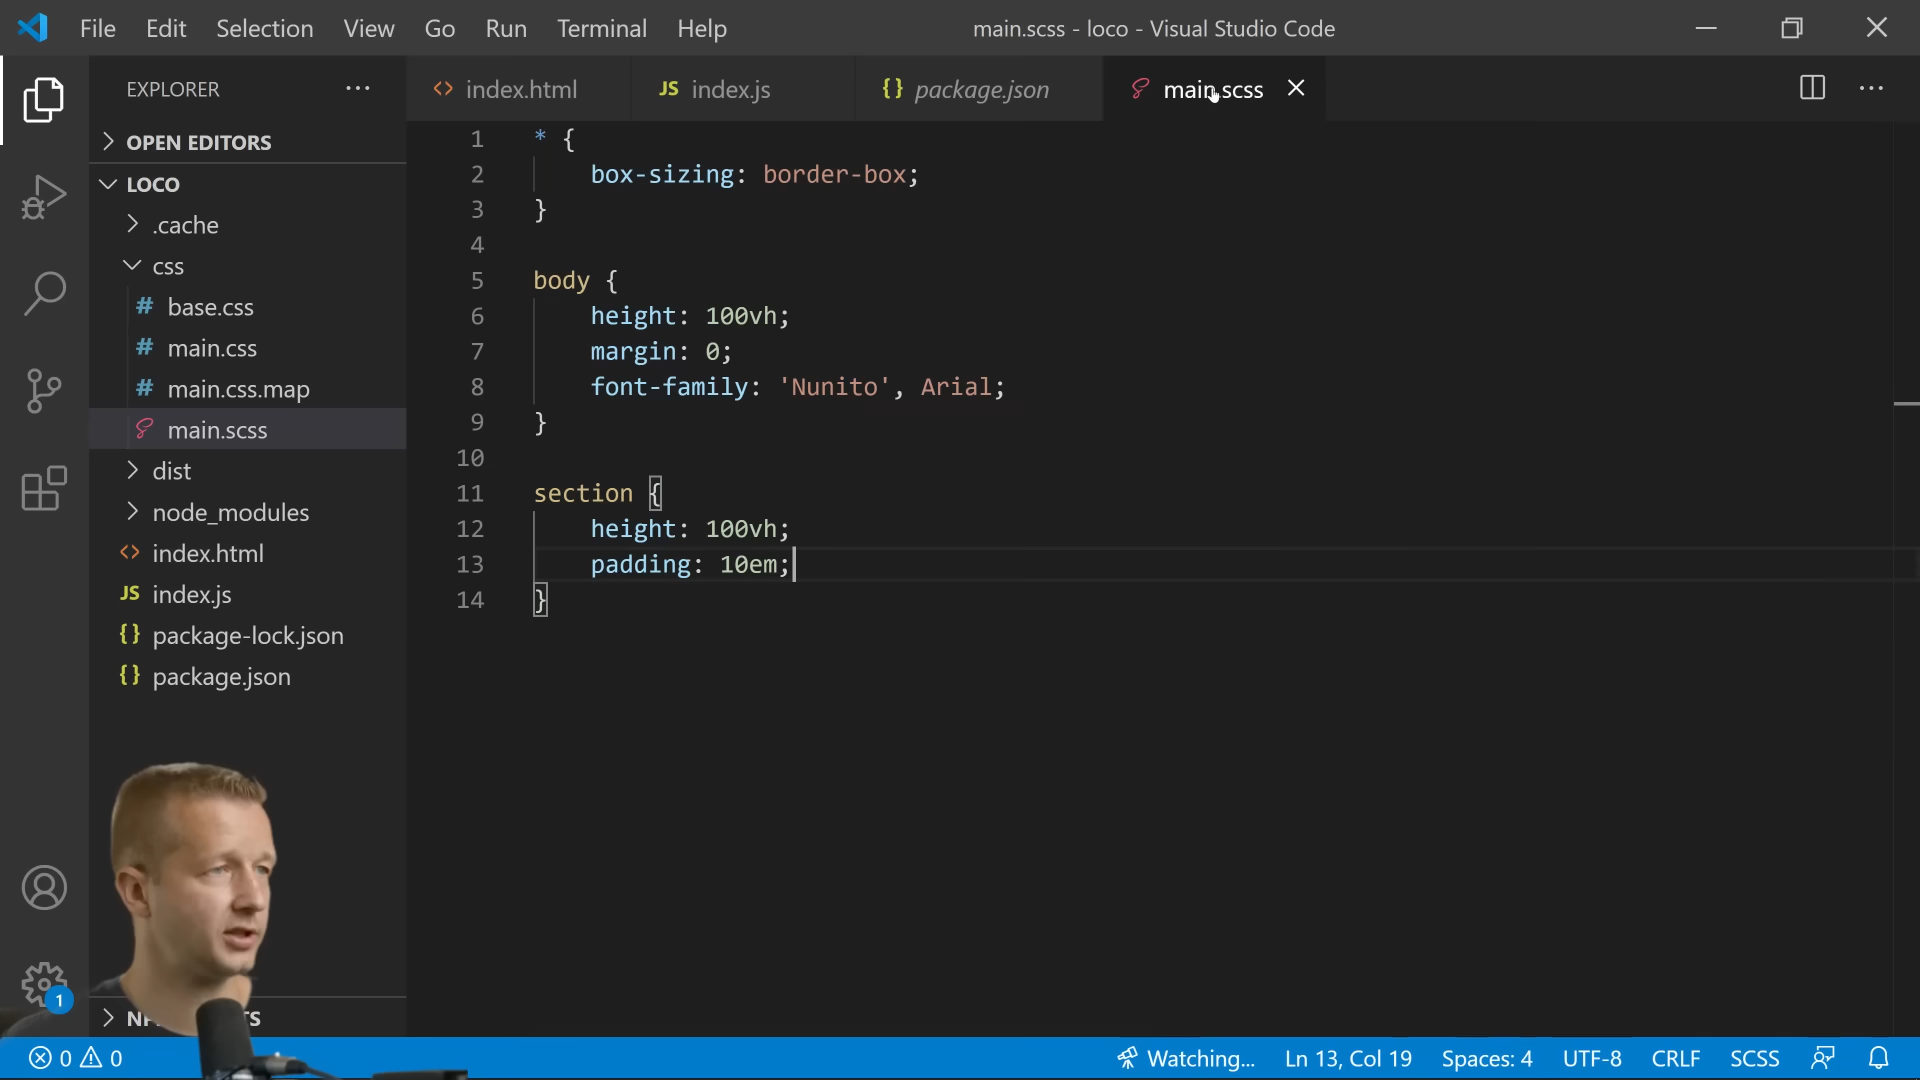 File Edit Selection View Go Run Terminal Help main.scss - loco - Visual Studio Code
EXPLORER
index.html
JS index.js
{} package.json
main.scss
OPEN EDITORS
LOCO
.cache
css
# base.css
# main.css
# main.css.map
main.scss
dist
node_modules
<> index.html
JS index.js
{} package-lock.json
{} package.json
1 * {
2 box-sizing: border-box;
3 }
4
5 body {
6 height: 100vh;
7 margin: 0;
8 font-family: 'Nunito', Arial;
9 }
10
11 section {
12 height: 100vh;
13 padding: 10em;
14 }
1
0 0 Watching... Ln 13, Col 19 Spaces: 4 UTF-8 CRLF SCSS